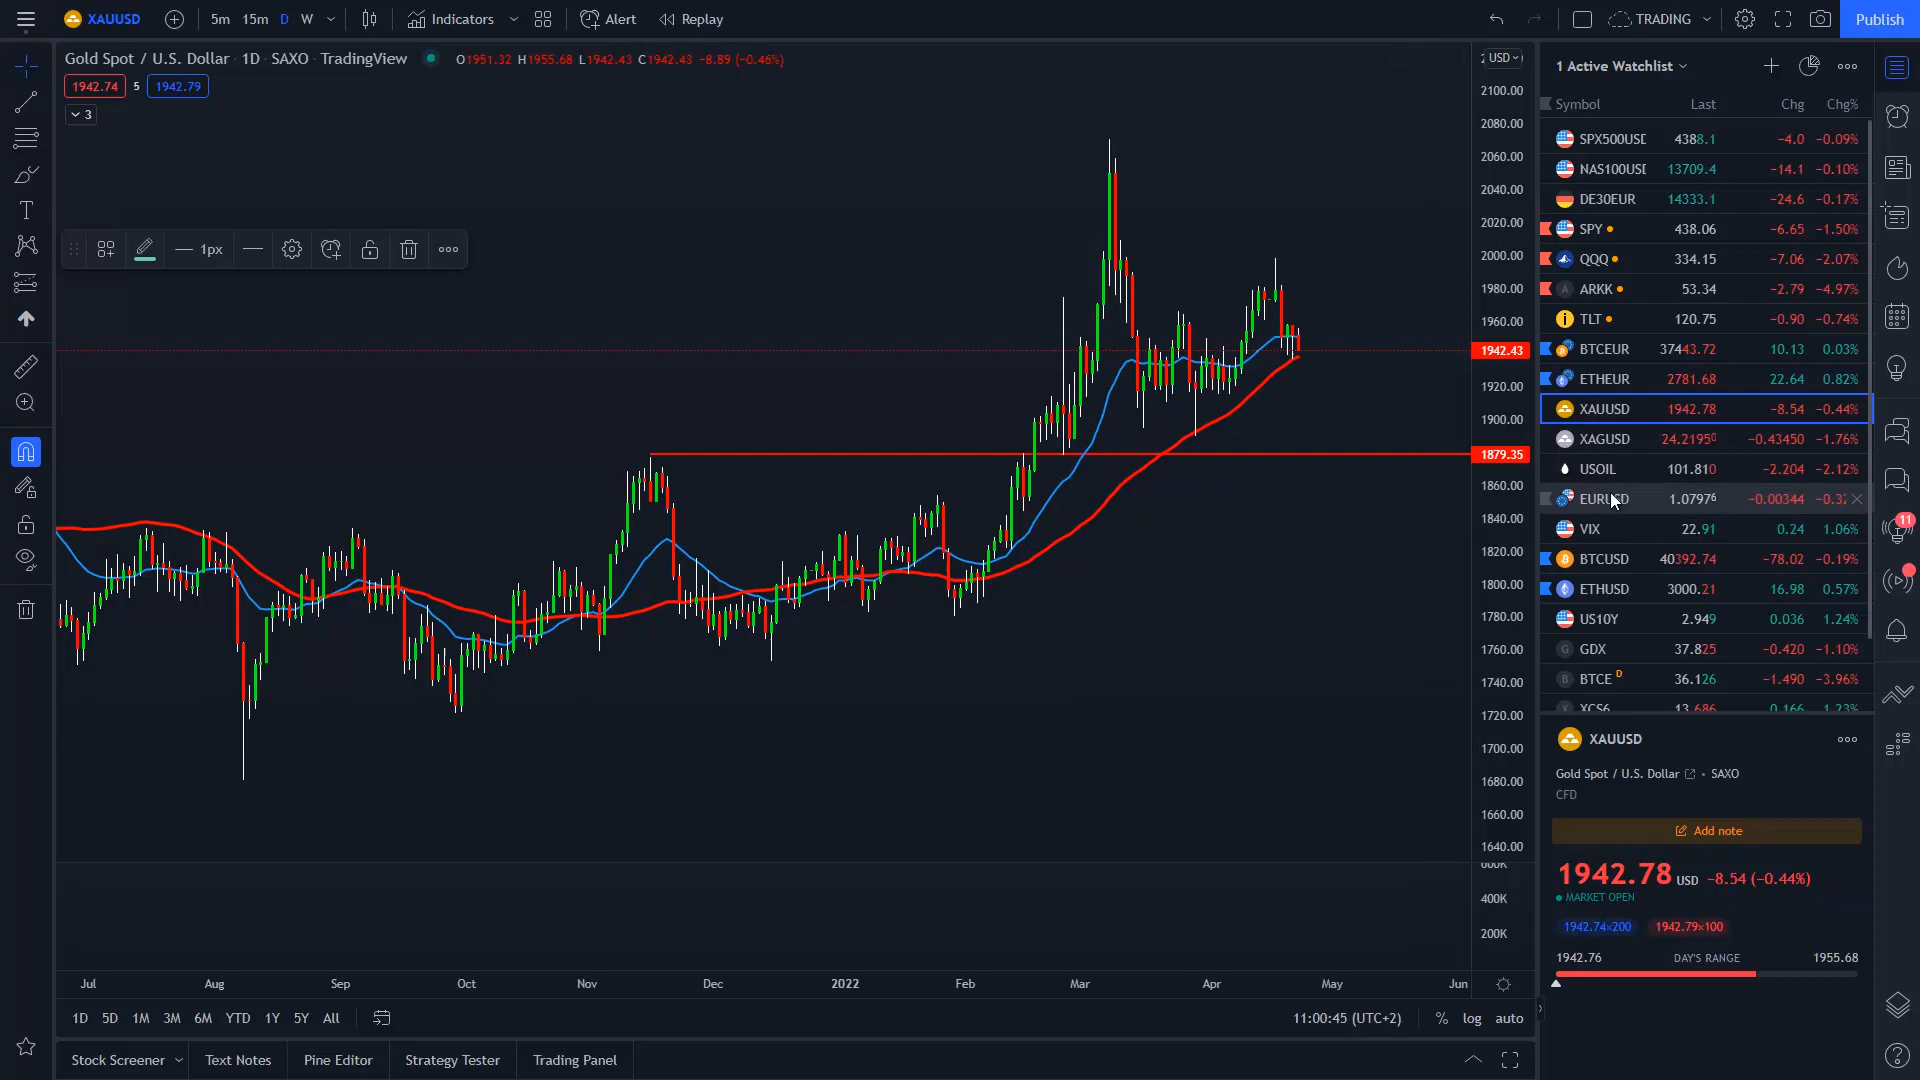 XAUUSD 5m 15m D W Indicators Alert Replay TRADING Publish
Gold Spot / U.S. Dollar · 1D · SAXO · TradingView O1951.32 H1955.68 L1942.43 C1942.43 −8.89 (−0.46%)
1942.74 5 1942.79
3
1px
USD
2100.00
2080.00
2060.00
2040.00
2020.00
2000.00
1980.00
1960.00
1942.43
1920.00
1900.00
1879.35
1860.00
1840.00
1820.00
1800.00
1780.00
1760.00
1740.00
1720.00
1700.00
1680.00
1660.00
1640.00
600K
400K
200K
Jul Aug Sep Oct Nov Dec 2022 Feb Mar Apr May Jun
1D 5D 1M 3M 6M YTD 1Y 5Y All 11:00:45 (UTC+2) % log auto
Stock Screener Text Notes Pine Editor Strategy Tester Trading Panel
1 Active Watchlist
Symbol Last Chg Chg%
SPX500USD 4388.1 −4.0 −0.09%
NAS100USD 13709.4 −14.1 −0.10%
DE30EUR 14333.1 −24.6 −0.17%
SPY 438.06 −6.65 −1.50%
QQQ 334.15 −7.06 −2.07%
A ARKK 53.34 −2.79 −4.97%
TLT 120.75 −0.90 −0.74%
BTCEUR 37443.72 10.13 0.03%
ETHEUR 2781.68 22.64 0.82%
XAUUSD 1942.78 −8.54 −0.44%
XAGUSD 24.2195⁰ −0.43450 −1.76%
USOIL 101.810 −2.204 −2.12%
EURUSD 1.0797⁶ −0.00344 −0.32
VIX 22.91 0.24 1.06%
BTCUSD 40392.74 −78.02 −0.19%
ETHUSD 3000.21 16.98 0.57%
US10Y 2.949 0.036 1.24%
G GDX 37.825 −0.420 −1.10%
B BTCE D 36.126 −1.490 −3.96%
X XCS6 13.686 0.166 1.23%
XAUUSD
Gold Spot / U.S. Dollar • SAXO
CFD
Add note
1942.78 USD −8.54 (−0.44%)
MARKET OPEN
1942.74×200 1942.79×100
1942.76 DAY'S RANGE 1955.68
11